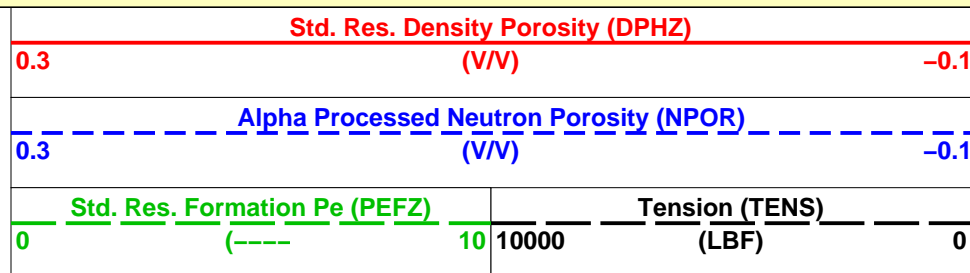 Std. Res. Density Porosity (DPHZ)
0.3 (V/V) −0.1
Alpha Processed Neutron Porosity (NPOR)
0.3 (V/V) −0.1
Std. Res. Formation Pe (PEFZ) Tension (TENS)
0 (−−−− 10 10000 (LBF) 0